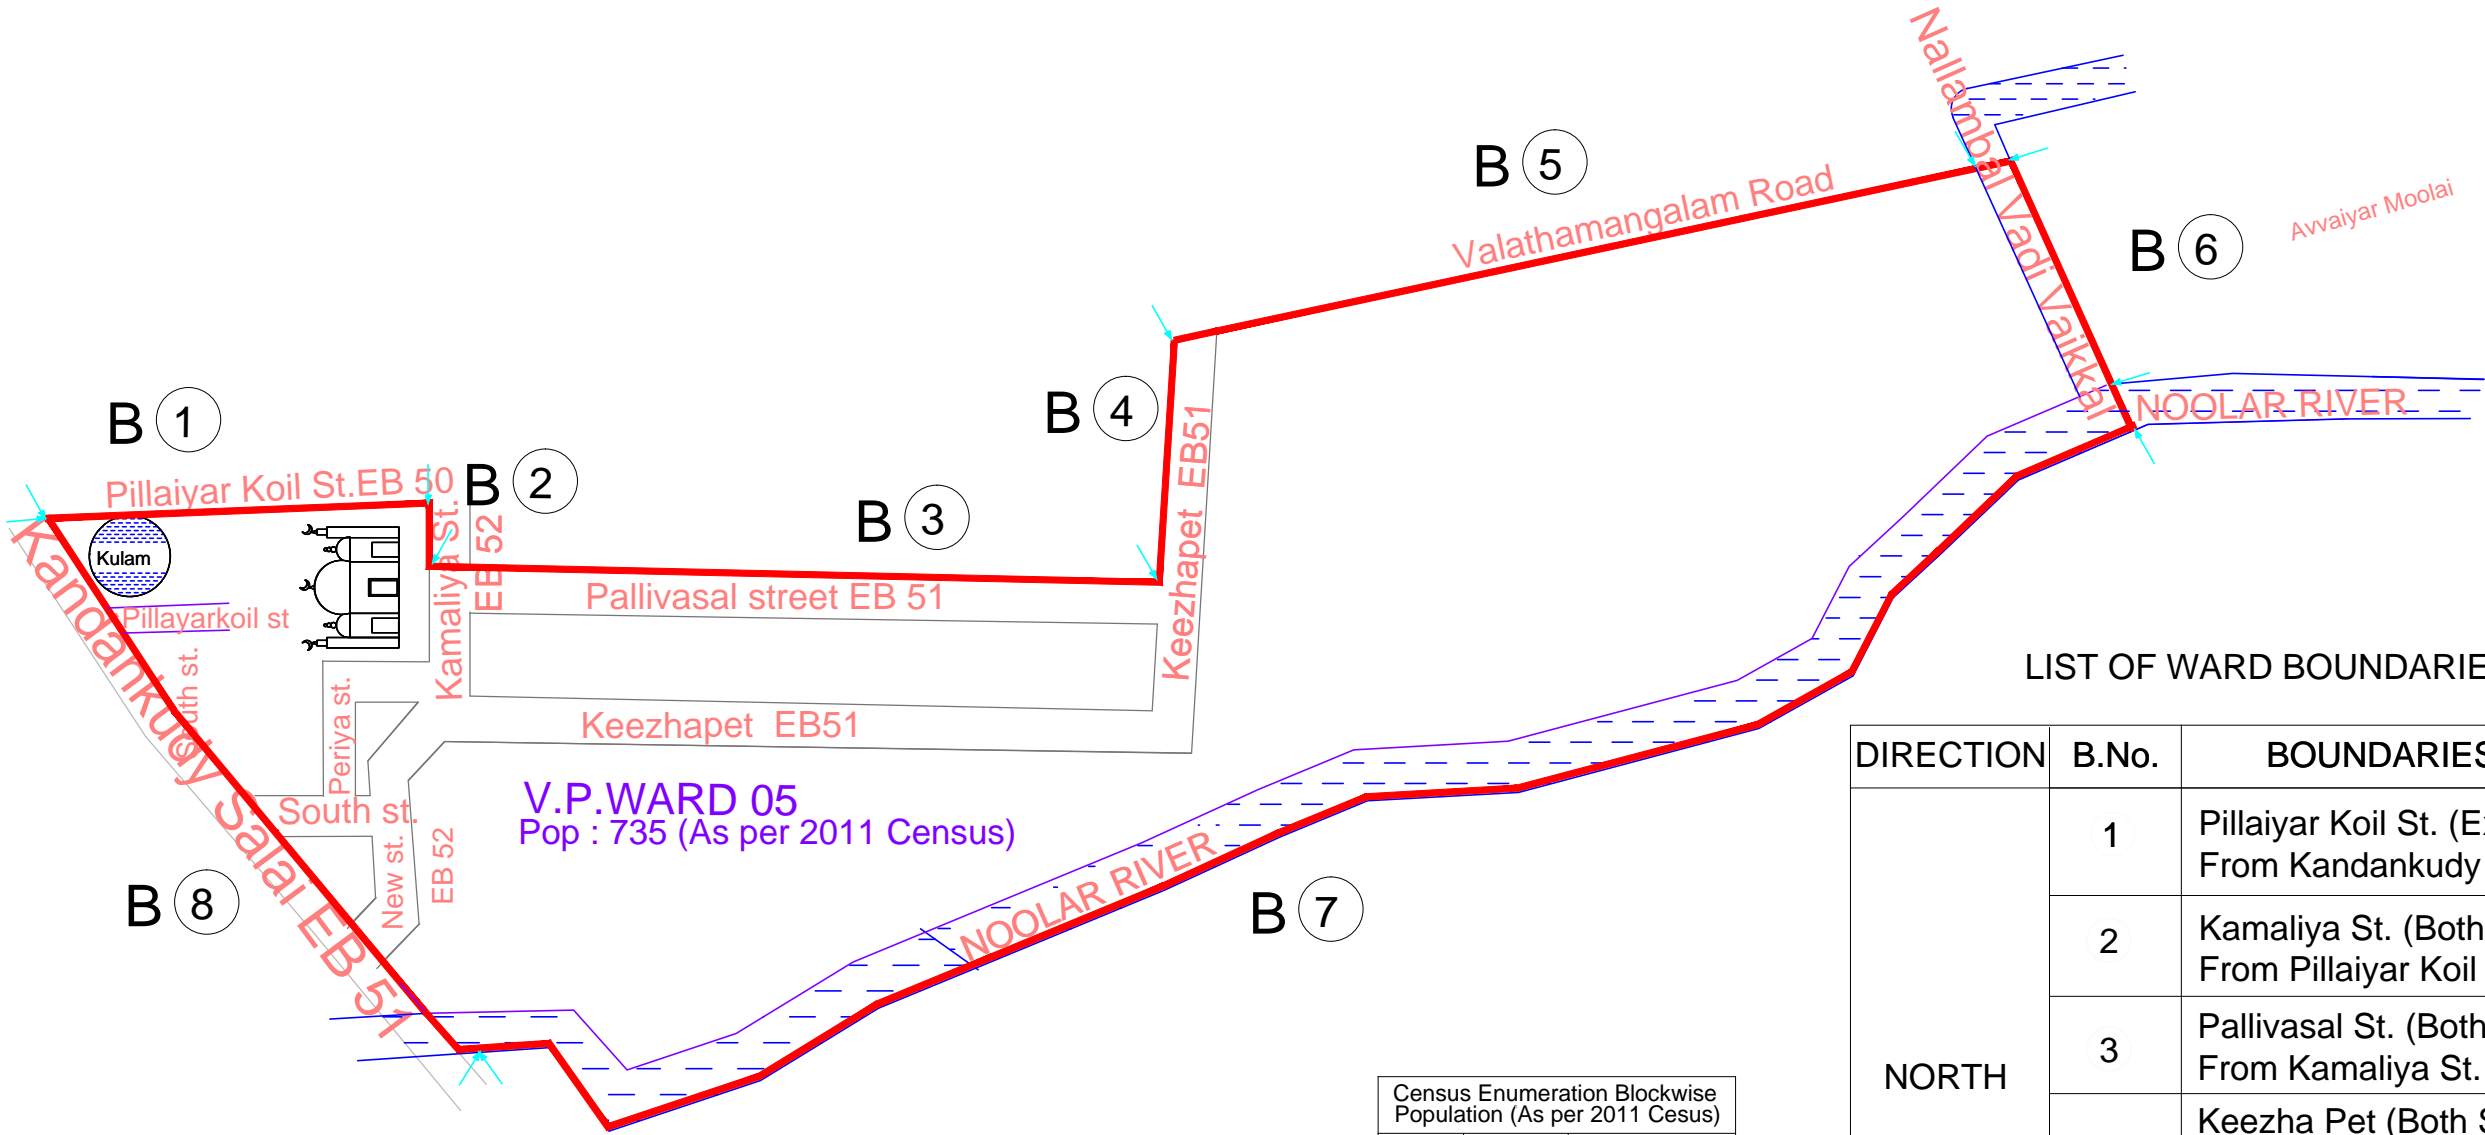 Nallambal Vadi Vaikkal
B 5
Valathamangalam Road
Avvaiyar Moolai
B 6
B 4
B 1
NOOLAR RIVER
Pillaiyar Koil St.EB 50
B 2
B 3
Keezhapet EB51
Kulam
Kamaliya St.
EB 52
Pallivasal street EB 51
Pillayarkoil st
Kandankudy Salai EB 51
South st.
Periya st.
Keezhapet EB51
South st.
New st.
EB 52
V.P.WARD 05
Pop : 735 (As per 2011 Census)
NOOLAR RIVER
B 8
B 7
LIST OF WARD BOUNDARIE
DIRECTION B.No. BOUNDARIES
NORTH
1 Pillaiyar Koil St. (Ex
From Kandankudy
2 Kamaliya St. (Both
From Pillaiyar Koil
3 Pallivasal St. (Both
From Kamaliya St.
Keezha Pet (Both S
Census Enumeration Blockwise
Population (As per 2011 Cesus)